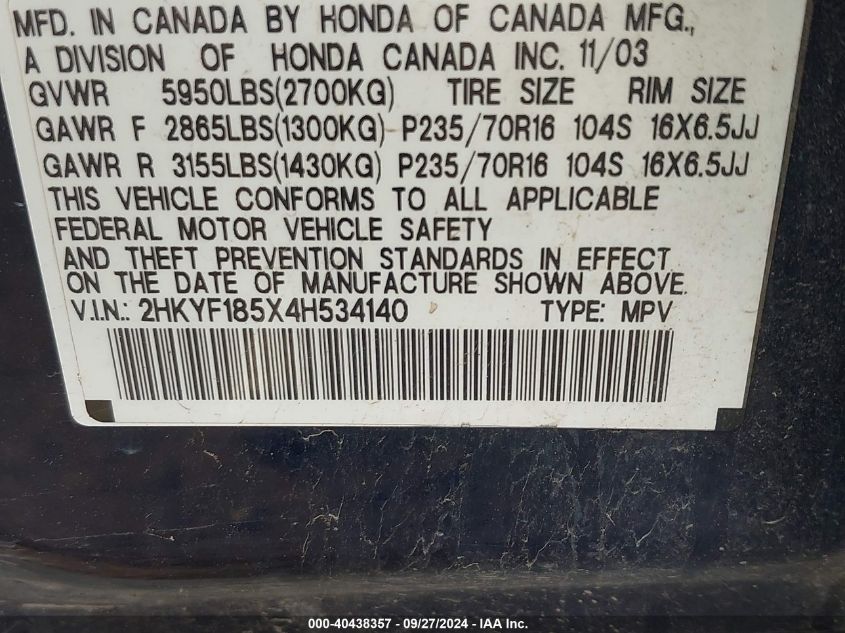 MFD. IN CANADA BY HONDA OF CANADA MFG.,
A DIVISION OF HONDA CANADA INC. 11/03
GVWR 5950LBS(2700KG) TIRE SIZE RIM SIZE
GAWR F 2865LBS(1300KG) P235/70R16 104S 16X6.5JJ
GAWR R 3155LBS(1430KG) P235/70R16 104S 16X6.5JJ
THIS VEHICLE CONFORMS TO ALL APPLICABLE
FEDERAL MOTOR VEHICLE SAFETY
AND THEFT PREVENTION STANDARDS IN EFFECT
ON THE DATE OF MANUFACTURE SHOWN ABOVE.
V.I.N.: 2HKYF185X4H534140 TYPE: MPV
000-40438357 - 09/27/2024 - IAA Inc.